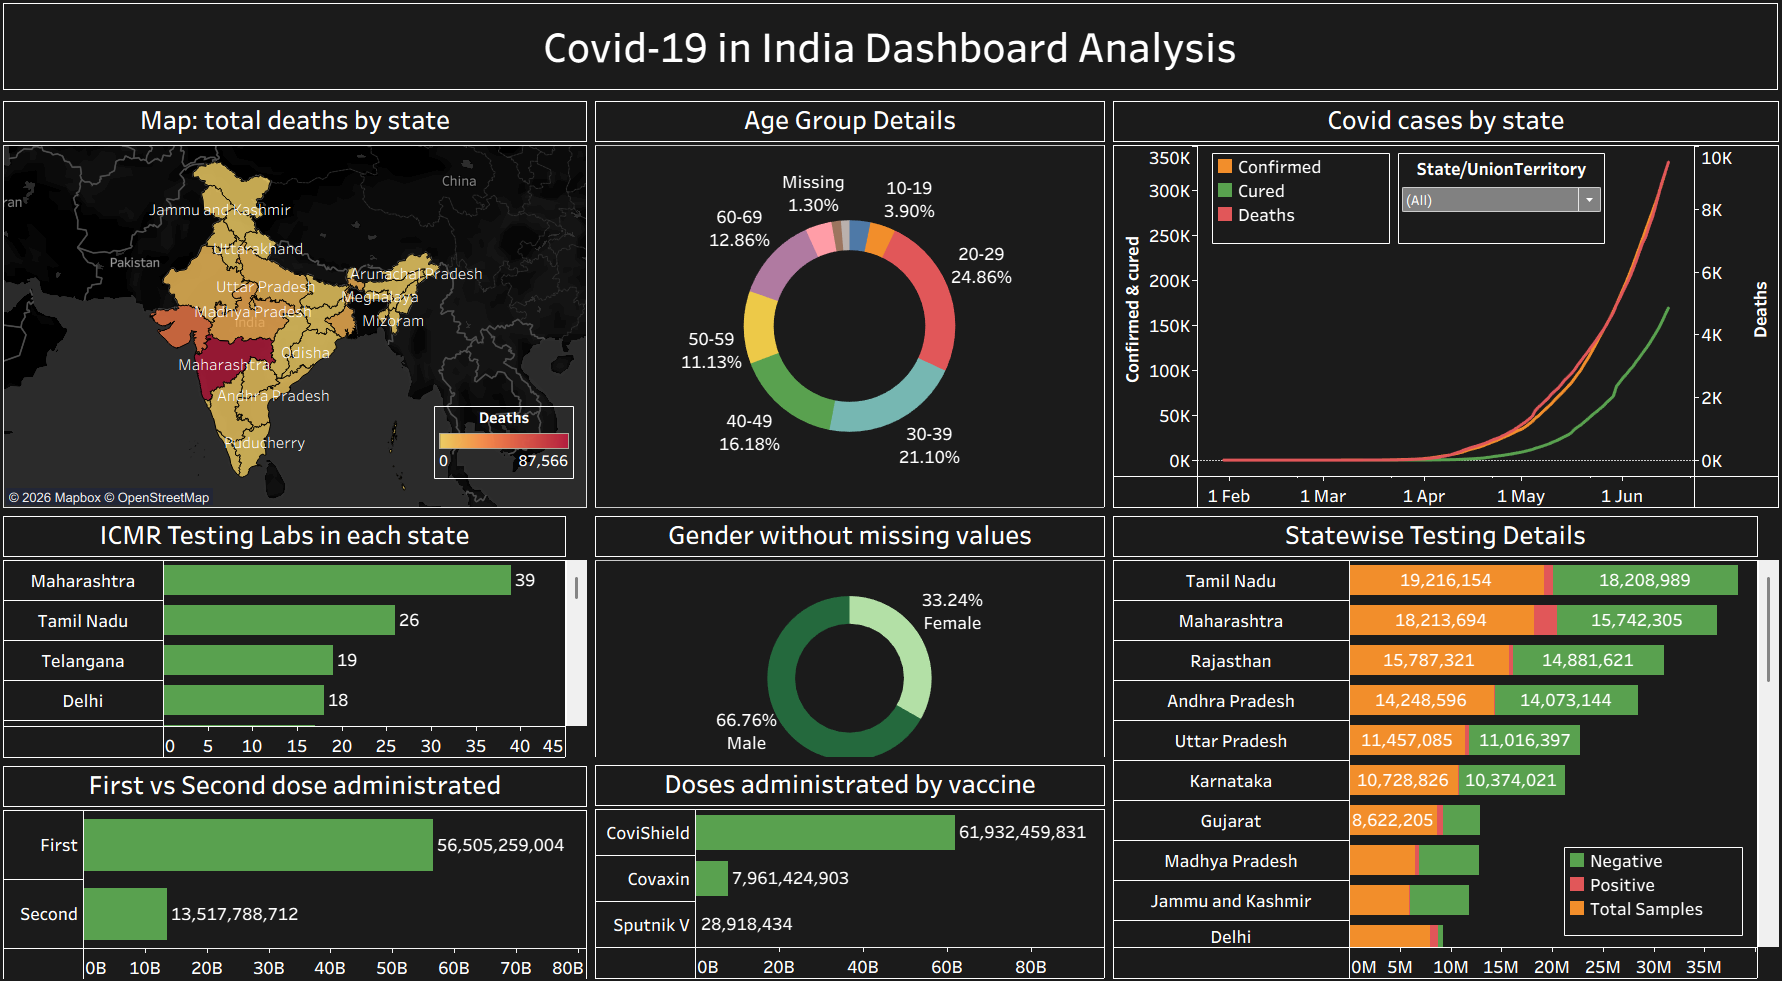 Covid-19 in India Dashboard Analysis
Map: total deaths by state
China
Jammu and Kashmir
Uttarakhand
Pakistan
Arunachal Pradesh
Uttar Pradesh
Meghalaya
Madhya Pradesh
India
Mizoram
Odisha
Maharashtra
Andhra Pradesh
Puducherry
Deaths
0 87,566
© 2026 Mapbox © OpenStreetMap
Age Group Details
Missing
1.30%
10-19
3.90%
60-69
12.86%
20-29
24.86%
50-59
11.13%
40-49
16.18%
30-39
21.10%
Covid cases by state
Confirmed
Cured
Deaths
State/UnionTerritory
(All)
Confirmed & cured
350K
300K
250K
200K
150K
100K
50K
0K
Deaths
10K
8K
6K
4K
2K
0K
1 Feb 1 Mar 1 Apr 1 May 1 Jun
ICMR Testing Labs in each state
Maharashtra 39
Tamil Nadu 26
Telangana 19
Delhi 18
0 5 10 15 20 25 30 35 40 45
Gender without missing values
33.24%
Female
66.76%
Male
Statewise Testing Details
Tamil Nadu 19,216,154 18,208,989
Maharashtra 18,213,694 15,742,305
Rajasthan 15,787,321 14,881,621
Andhra Pradesh 14,248,596 14,073,144
Uttar Pradesh 11,457,085 11,016,397
Karnataka 10,728,826 10,374,021
Gujarat 8,622,205
Madhya Pradesh
Jammu and Kashmir
Delhi
Negative
Positive
Total Samples
0M 5M 10M 15M 20M 25M 30M 35M
First vs Second dose administrated
First 56,505,259,004
Second 13,517,788,712
0B 10B 20B 30B 40B 50B 60B 70B 80B
Doses administrated by vaccine
CoviShield 61,932,459,831
Covaxin 7,961,424,903
Sputnik V 28,918,434
0B 20B 40B 60B 80B